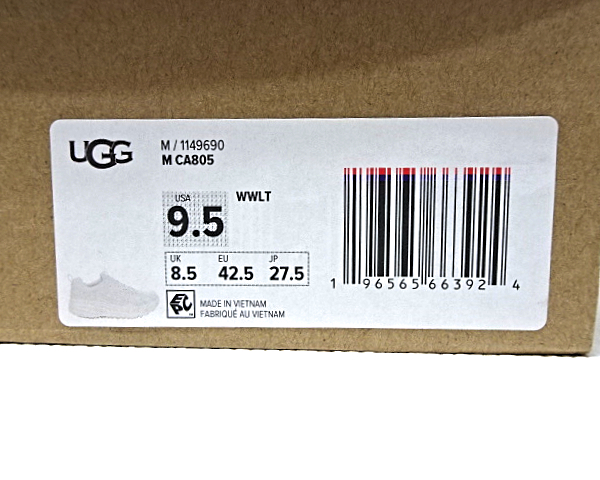 UGG
M / 1149690
M CA805
USA
9.5
WWLT
UK EU JP
8.5 42.5 27.5
EPC
MADE IN VIETNAM
FABRIQUÉ AU VIETNAM
1 96565 66392 4